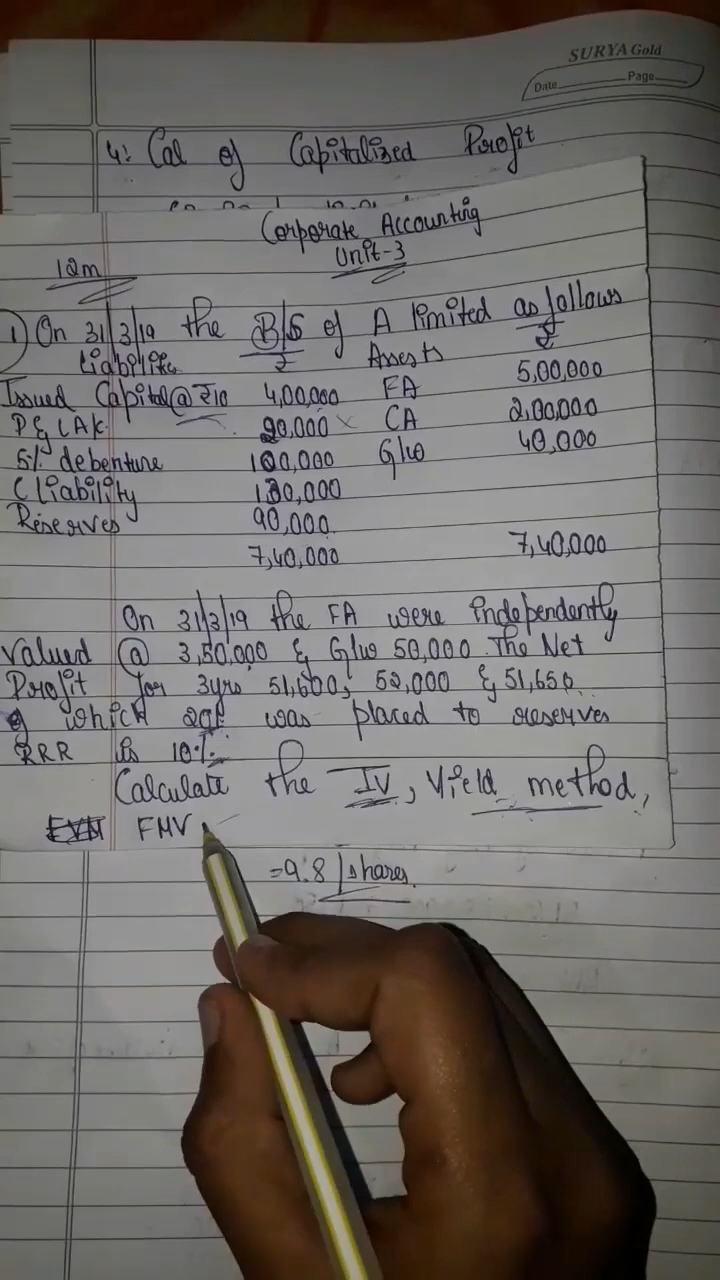 SURYA Gold
Date Page
4: Cal of Capitalized Profit
Corporate Accounting
Unit-3
12m
1) On 31/3/19 the B/S of A limited as follows
Liability ₹ Assests ₹
Issued Capital @ ₹10 4,00,000 FA 5,00,000
P & L A/c 20,000 CA 2,00,000
5% debenture 100,000 G/w 40,000
C liability 130,000
Reserves 90,000
7,40,000 7,40,000
On 31/3/19 the FA were independently
Valued @ 3,50,000 & G/w 50,000. The Net
Profit for 3yrs 51,600, 52,000 & 51,650
of which 20% was placed to reserves
RRR is 10%.
Calculate the IV, Yield method,
FMV
=9.8 / shares.